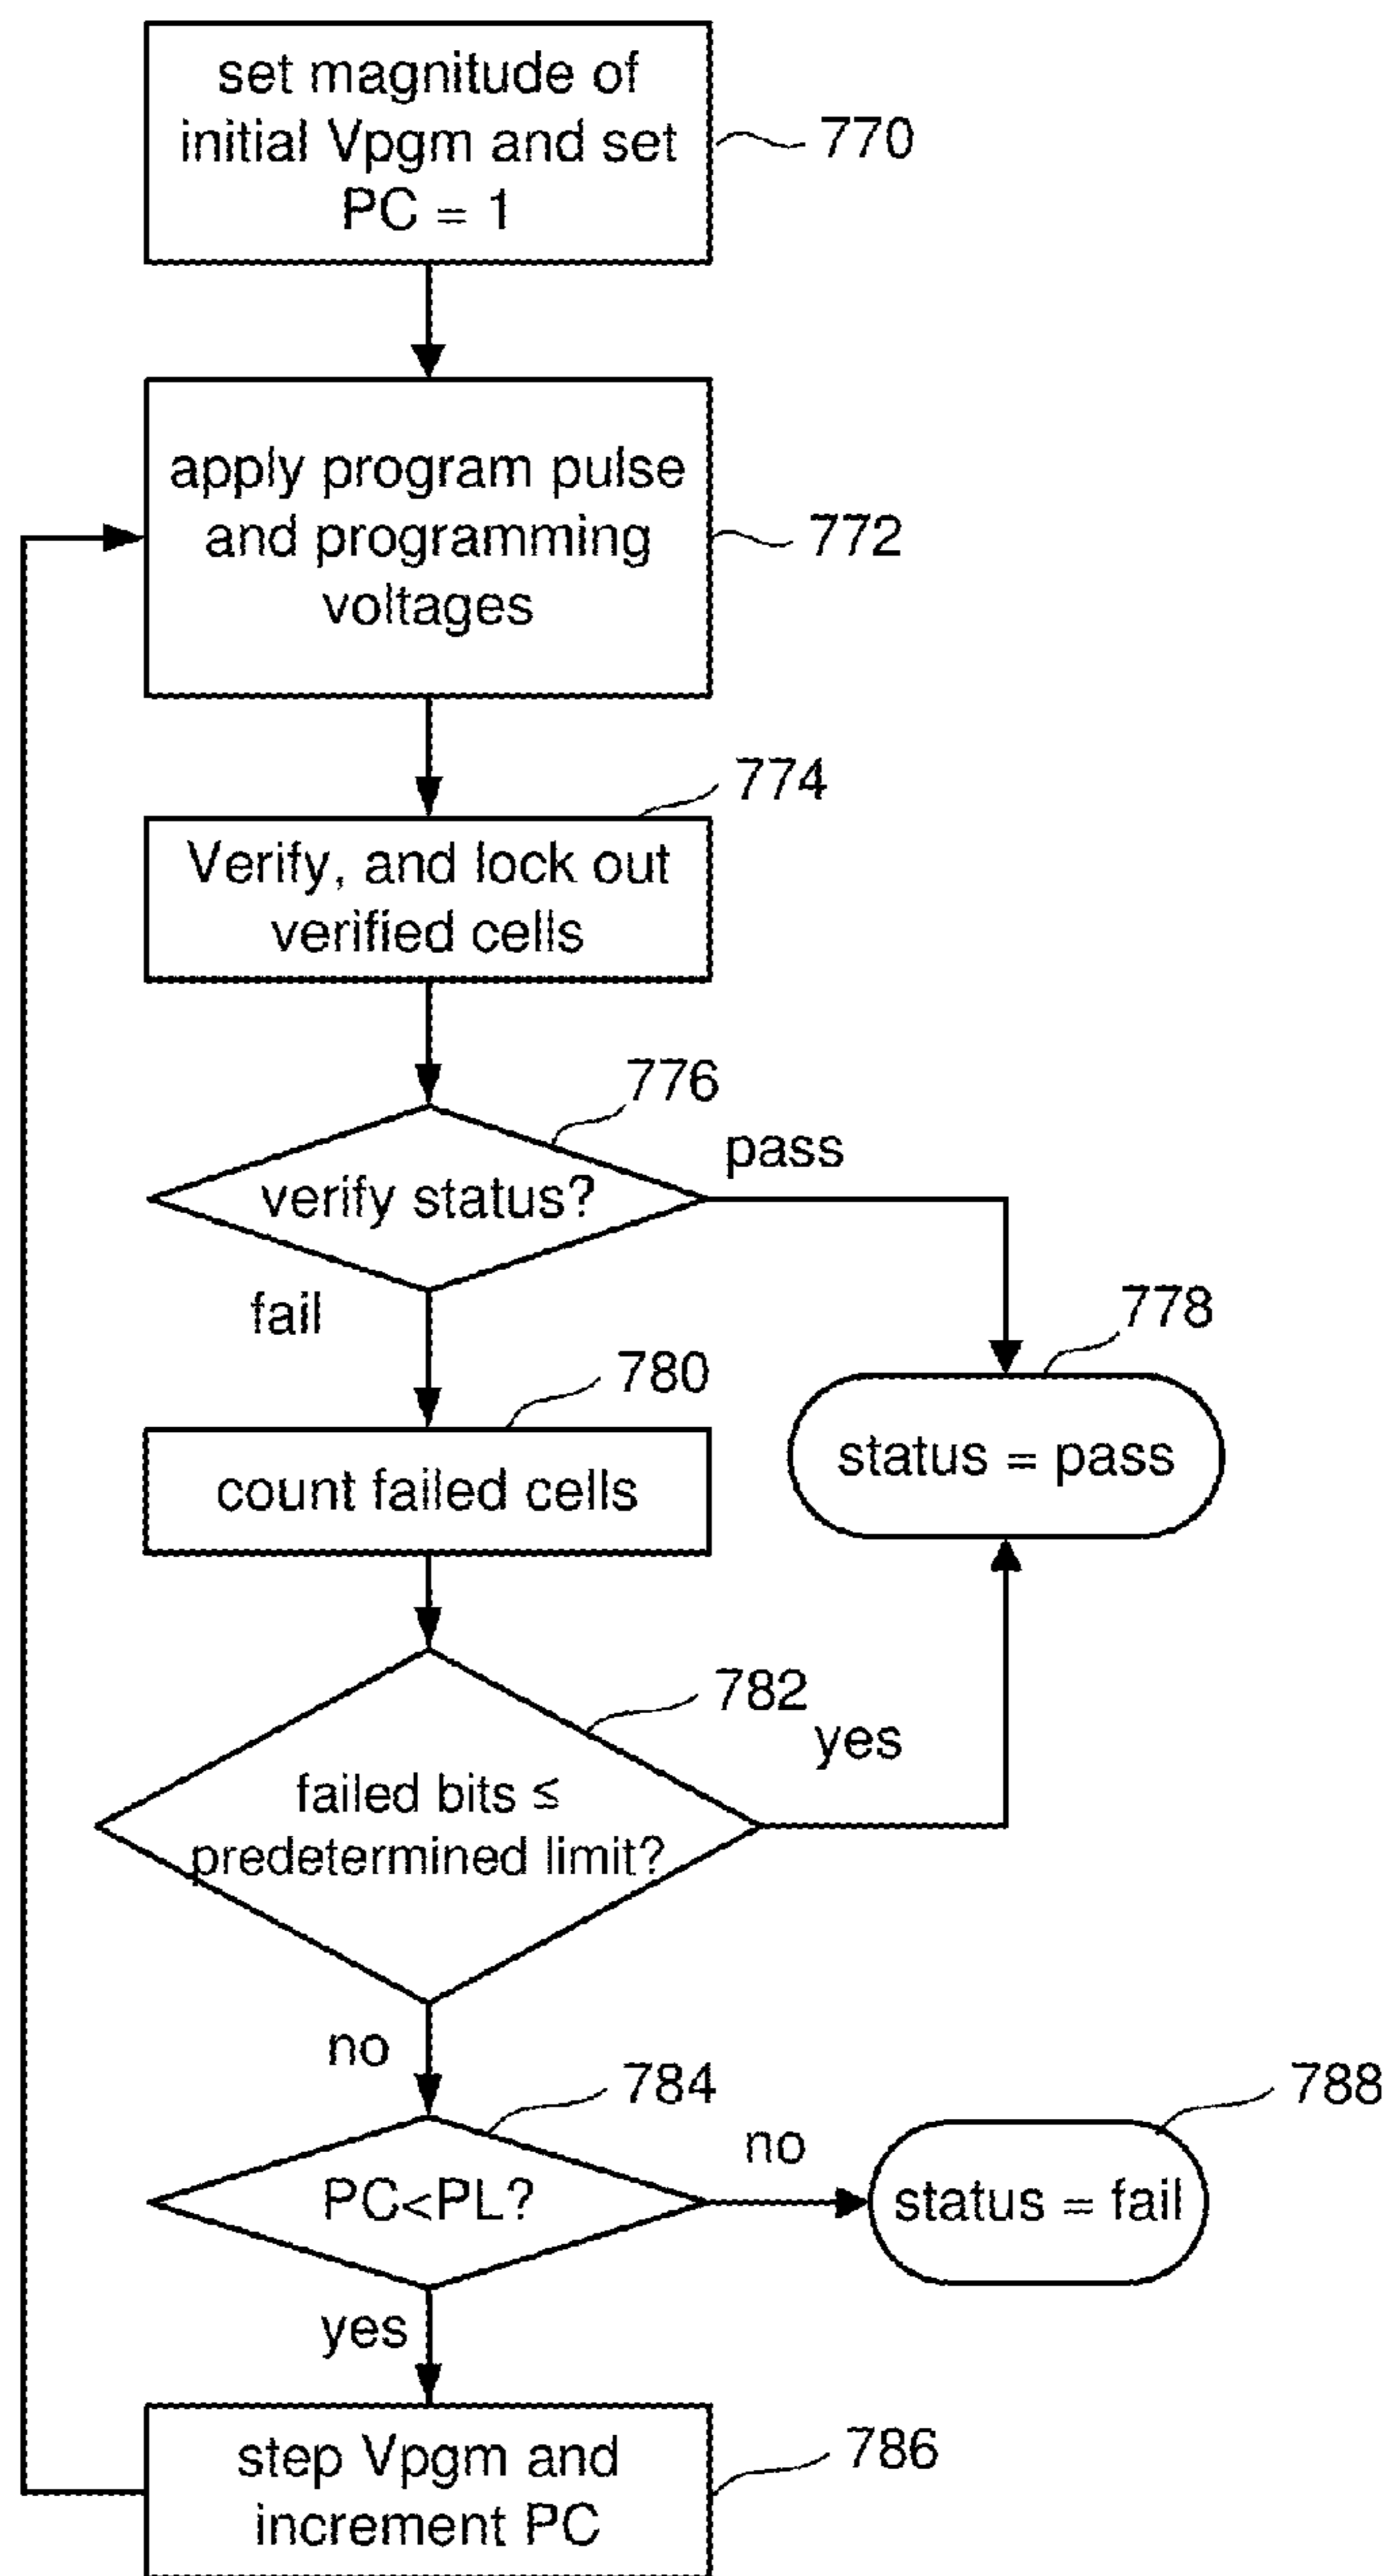 set magnitude of
initial Vpgm and set
PC = 1
770
apply program pulse
and programming
voltages
772
774
Verify, and lock out
verified cells
776
verify status?
pass
fail
778
status = pass
780
count failed cells
782
yes
failed bits ≤
predetermined limit?
no
784
PC<PL?
no
788
status = fail
yes
step Vpgm and
increment PC
786